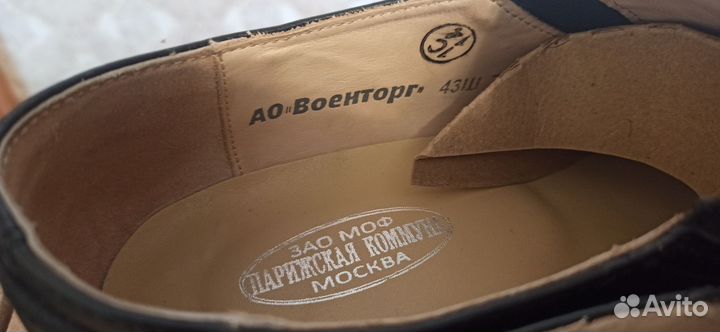 АО "Военторг" 43Ш
ЗАО МОФ
ПАРИЖСКАЯ КОММУНА
МОСКВА
Avito